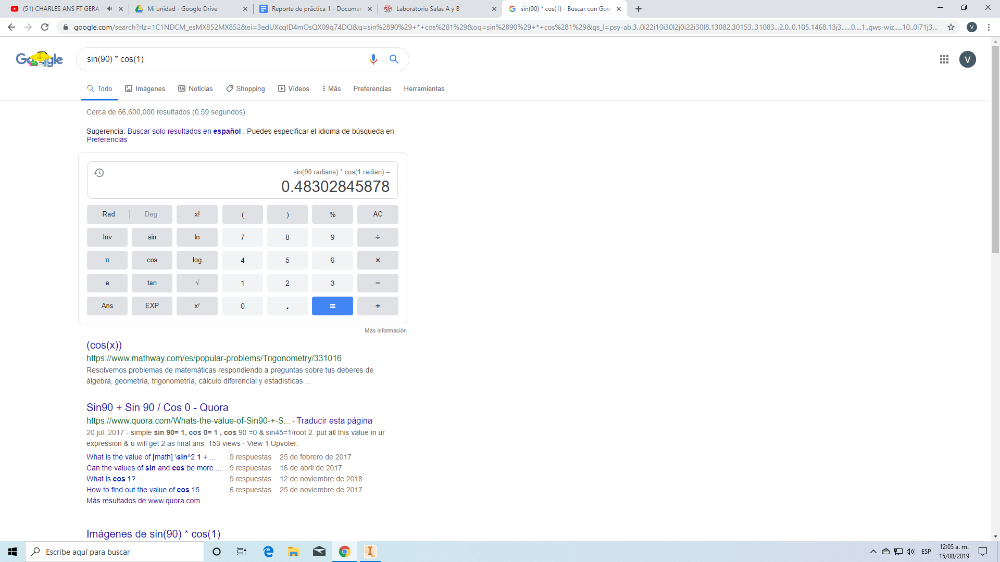 (51) CHARLES ANS FT GERA
Mi unidad - Google Drive
Reporte de práctica 1 - Documen
Laboratorio Salas A y B
sin(90) * cos(1) - Buscar con Goo
google.com/search?rlz=1C1NDCM_esMX852MX852&ei=3edUXcqID4mOsQX09q74DQ&q=sin%2890%29+*+cos%281%29&oq=sin%2890%29+*+cos%281%29&gs_l=psy-ab.3..0i22i10i30l2j0i22i30l8.13082.30153..31083...2.0..0.105.1468.13j3......0....1..gws-wiz.....10..0i71j3...
V
Google
sin(90) * cos(1)
V
Todo
Imágenes
Noticias
Shopping
Vídeos
Más
Preferencias
Herramientas
Cerca de 66,600,000 resultados (0.59 segundos)
Sugerencia: Buscar solo resultados en español . Puedes especificar el idioma de búsqueda en
Preferencias
sin(90 radians) * cos(1 radian) =
0.48302845878
Rad | Deg x! ( ) % AC
Inv sin ln 7 8 9 ÷
π cos log 4 5 6 ×
e tan √ 1 2 3 −
Ans EXP xʸ 0 . = +
Más información
(cos(x))
https://www.mathway.com/es/popular-problems/Trigonometry/331016
Resolvemos problemas de matemáticas respondiendo a preguntas sobre tus deberes de
álgebra, geometría, trigonometría, cálculo diferencial y estadísticas ...
Sin90 + Sin 90 / Cos 0 - Quora
https://www.quora.com/Whats-the-value-of-Sin90-+-S... - Traducir esta página
20 jul. 2017 - simple sin 90= 1, cos 0= 1 , cos 90 =0 & sin45=1/root 2. put all this value in ur
expression & u will get 2 as final ans. 153 views · View 1 Upvoter.
What is the value of [math] \sin^2 1 + ... 9 respuestas 25 de febrero de 2017
Can the values of sin and cos be more ... 9 respuestas 16 de abril de 2017
What is cos 1? 9 respuestas 12 de noviembre de 2018
How to find out the value of cos 15 ... 6 respuestas 25 de noviembre de 2017
Más resultados de www.quora.com
Imágenes de sin(90) * cos(1)
Escribe aquí para buscar
ESP
12:05 a. m.
15/08/2019